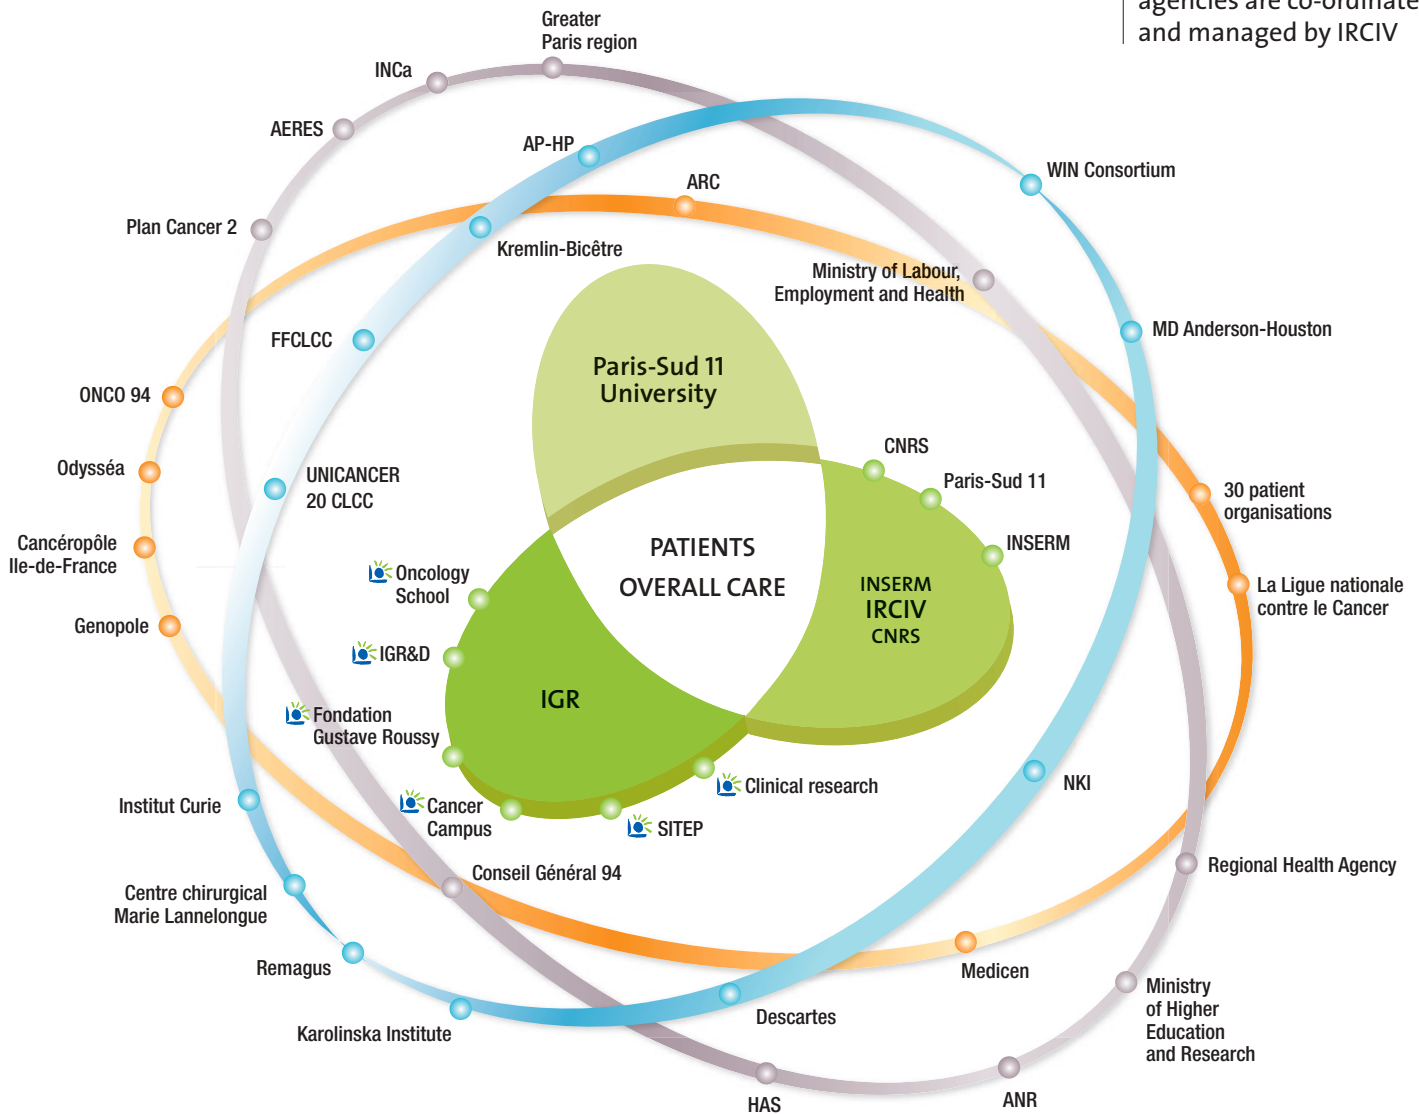 agencies are co-ordinate
and managed by IRCIV
Greater
Paris region
INCa
AERES
AP-HP
WIN Consortium
ARC
Plan Cancer 2
Kremlin-Bicêtre
Ministry of Labour,
Employment and Health
FFCLCC
MD Anderson-Houston
Paris-Sud 11
University
ONCO 94
CNRS
Odysséa
UNICANCER
20 CLCC
Paris-Sud 11
30 patient
organisations
Cancéropôle
Ile-de-France
PATIENTS
OVERALL CARE
INSERM
Oncology
School
INSERM
IRCIV
CNRS
La Ligue nationale
contre le Cancer
Genopole
IGR&D
IGR
Fondation
Gustave Roussy
Institut Curie
Cancer
Campus
SITEP
Clinical research
NKI
Conseil Général 94
Regional Health Agency
Centre chirurgical
Marie Lannelongue
Remagus
Medicen
Karolinska Institute
Descartes
Ministry
of Higher
Education
and Research
HAS
ANR